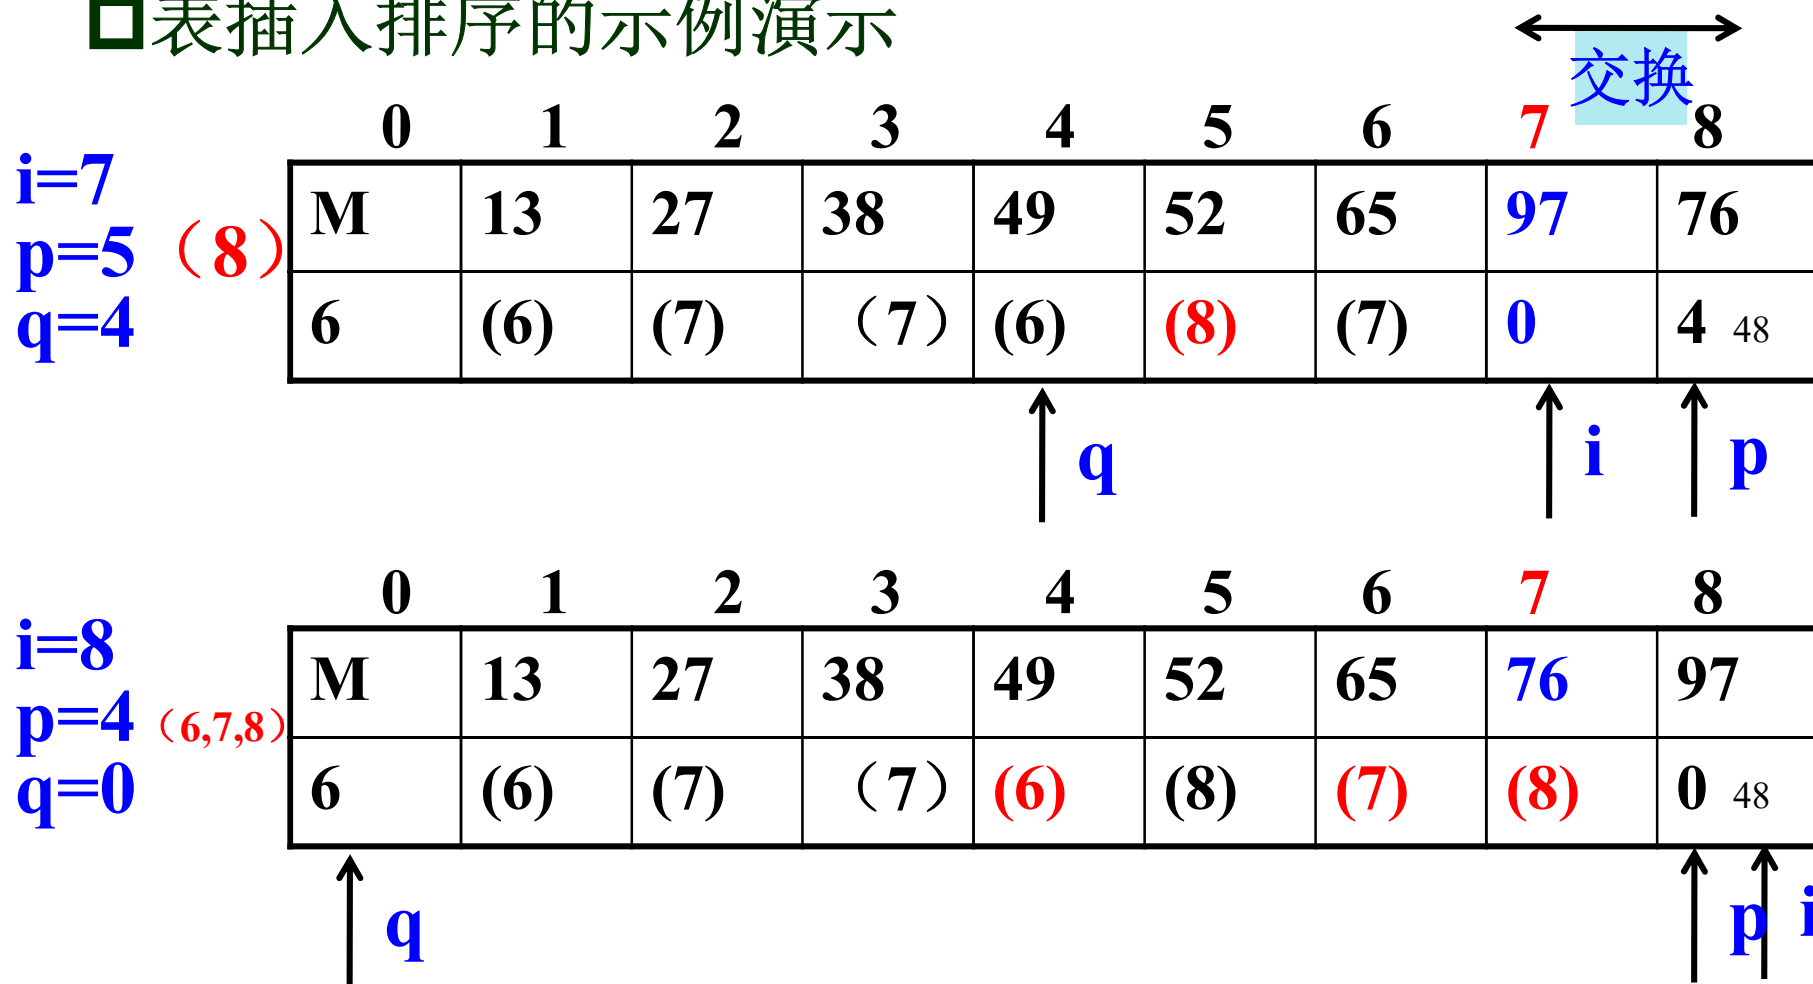 表插入排序的示例演示
交换
0 1 2 3 4 5 6 7 8
i=7
p=5（8）
q=4
M 13 27 38 49 52 65 97 76
6 (6) (7) （7） (6) (8) (7) 0 4 48
q i p
0 1 2 3 4 5 6 7 8
i=8
p=4（6,7,8）
q=0
M 13 27 38 49 52 65 76 97
6 (6) (7) （7） (6) (8) (7) (8) 0 48
q p i